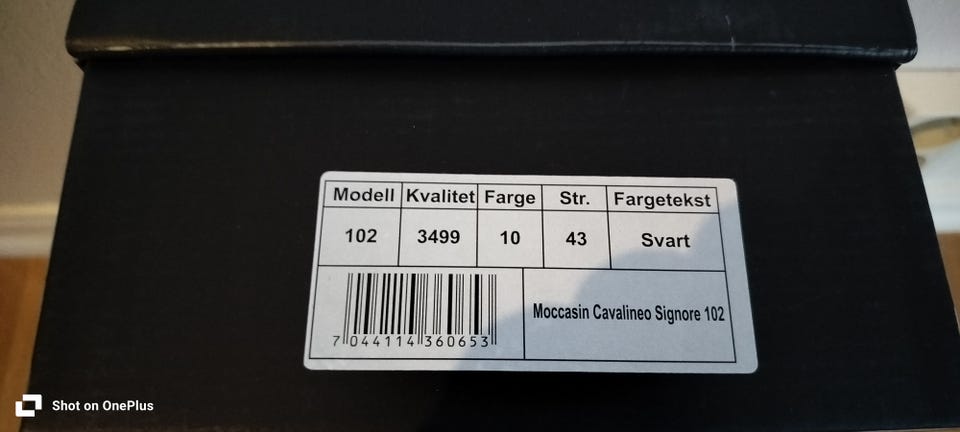 Modell Kvalitet Farge Str. Fargetekst
102 3499 10 43 Svart
7 044114 360653
Moccasin Cavalineo Signore 102
Shot on OnePlus